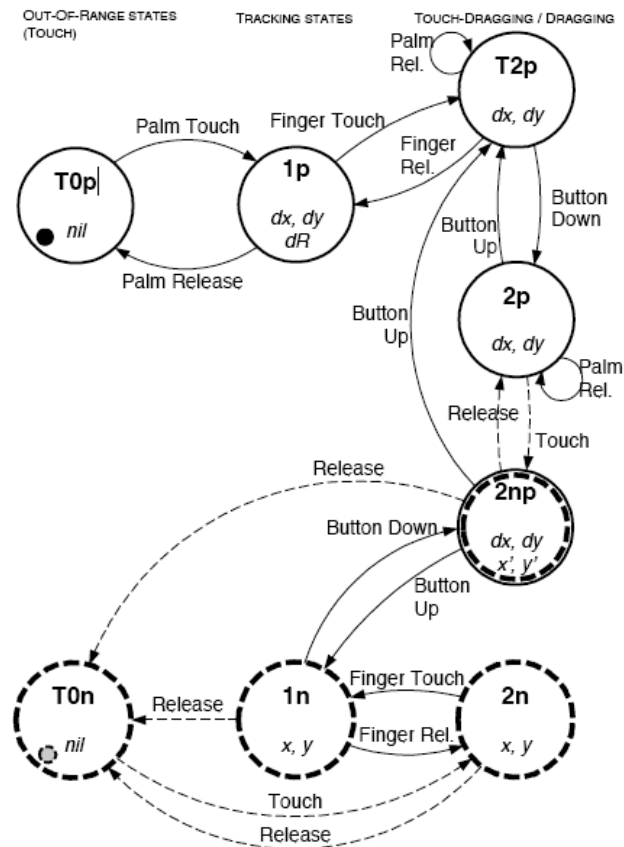 OUT-OF-RANGE STATES
(TOUCH)
TRACKING STATES
TOUCH-DRAGGING / DRAGGING
Palm
Rel.
T2p
dx, dy
Palm Touch
Finger Touch
Finger
Rel.
T0p
nil
1p
dx, dy
dR
Button
Down
Button
Up
Palm Release
2p
dx, dy
Button
Up
Palm
Rel.
Release
Touch
Release
2np
dx, dy
x', y'
Button Down
Button
Up
T0n
nil
Release
1n
x, y
Finger Touch
Finger Rel.
2n
x, y
Touch
Release